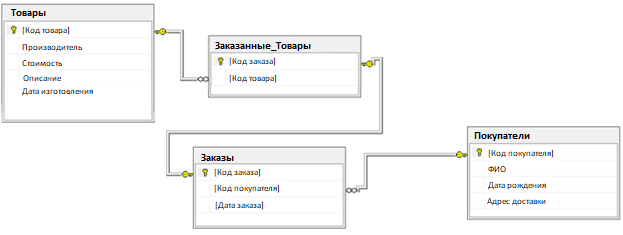 Товары
[Код товара]
Производитель
Стоимость
Описание
Дата изготовления
Заказанные_Товары
[Код заказа]
[Код товара]
Заказы
[Код заказа]
[Код покупателя]
[Дата заказа]
Покупатели
[Код покупателя]
ФИО
Дата рождения
Адрес доставки